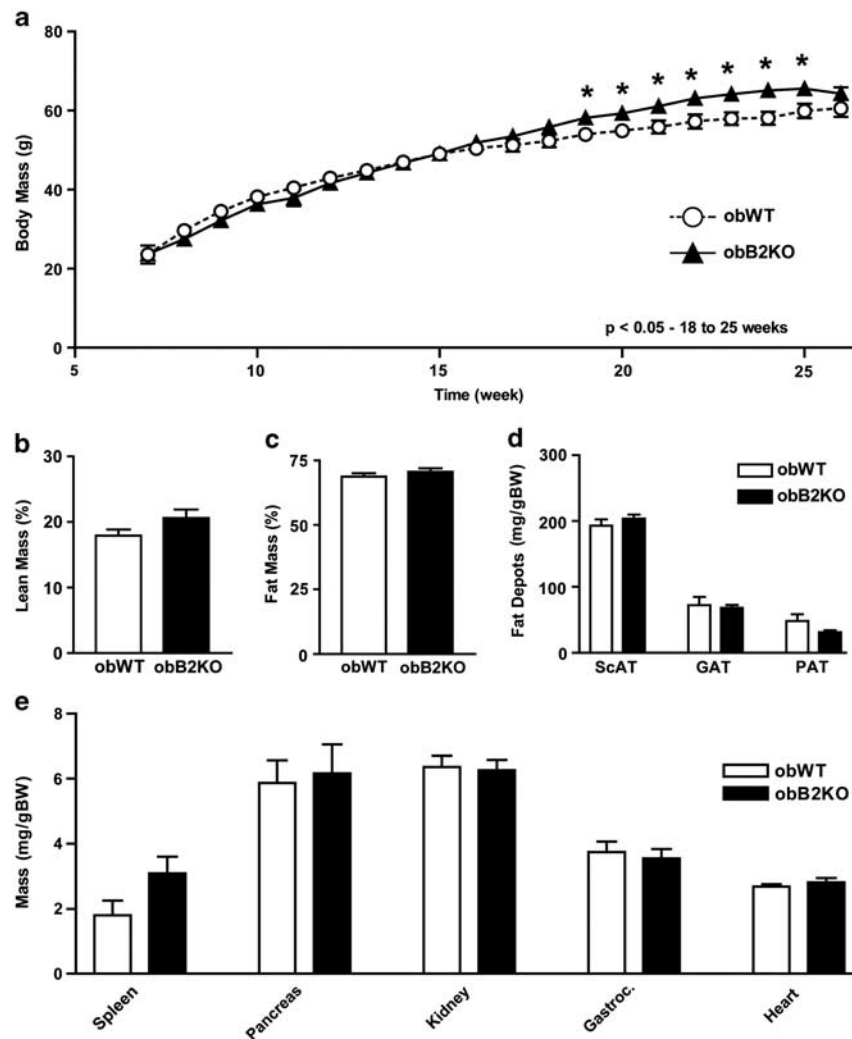 a
80
60
40
20
0
Body Mass (g)
* * * * * * *
obWT
obB2KO
p < 0.05 - 18 to 25 weeks
5 10 15 20 25
Time (week)
b
30
20
10
0
Lean Mass (%)
obWT obB2KO
c
75
50
25
0
Fat Mass (%)
obWT obB2KO
d
300
200
100
0
Fat Depots (mg/gBW)
obWT
obB2KO
ScAT GAT PAT
e
8
6
4
2
0
Mass (mg/gBW)
obWT
obB2KO
Spleen Pancreas Kidney Gastroc. Heart